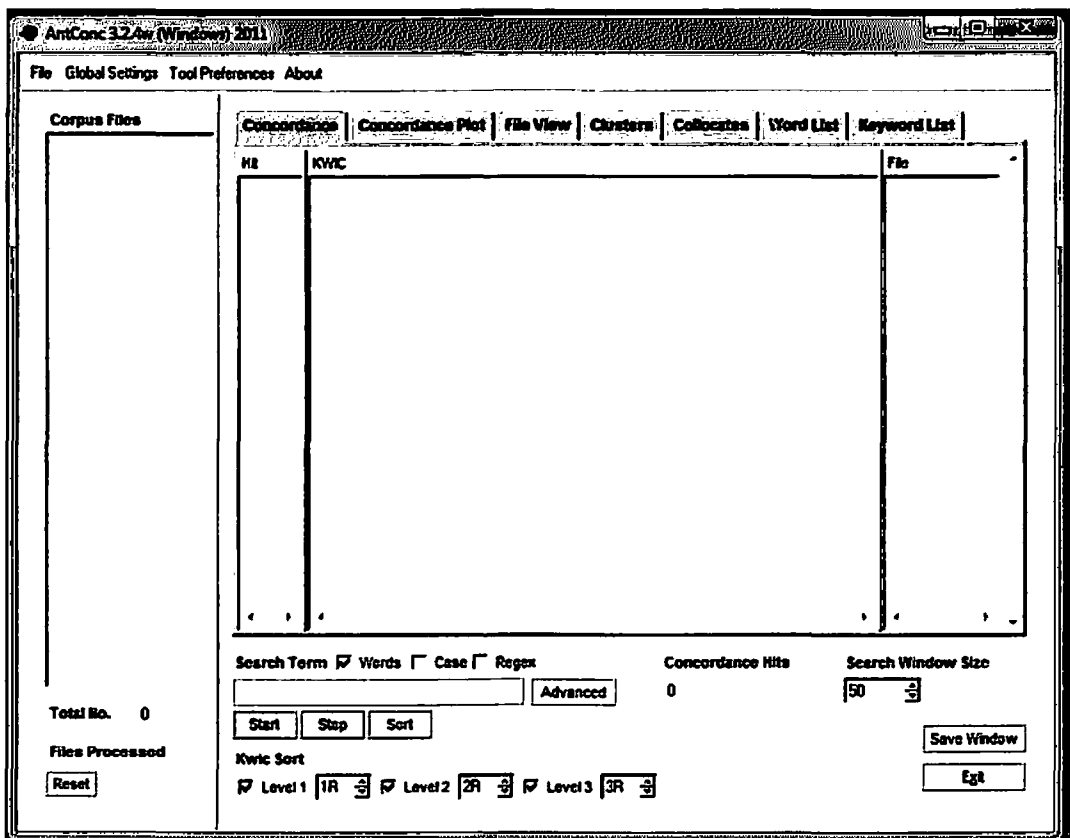 AntConc 3.2.4w (Windows) 2011
File Global Settings Tool Preferences About
Corpus Files
Concordance Concordance Plot File View Clusters Collocates Word List Keyword List
Hit KWIC File
Search Term Words Case Regex Concordance Hits Search Window Size
Advanced 0 50
Total No. 0
Start Stop Sort
Files Processed
Save Window
Kwic Sort
Reset
Level 1 1R Level 2 2R Level 3 3R
Exit